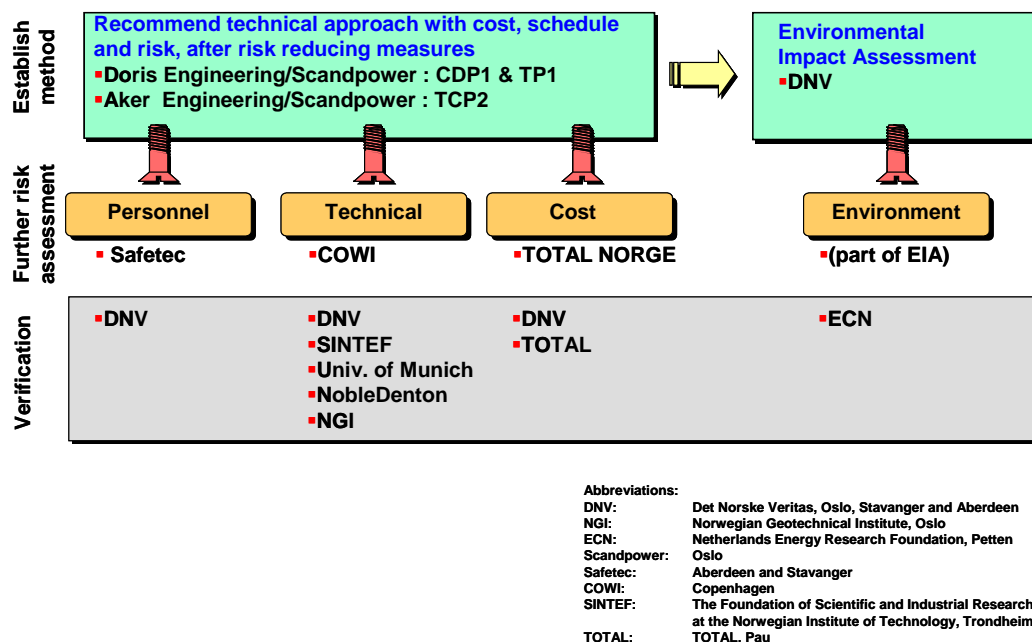 Establish
method
Recommend technical approach with cost, schedule
and risk, after risk reducing measures
▪Doris Engineering/Scandpower : CDP1 & TP1
▪Aker Engineering/Scandpower : TCP2
Environmental
Impact Assessment
▪DNV
Further risk
assessment
Personnel
Technical
Cost
Environment
▪ Safetec
▪COWI
▪TOTAL NORGE
▪(part of EIA)
Verification
▪DNV
▪DNV
▪SINTEF
▪Univ. of Munich
▪NobleDenton
▪NGI
▪DNV
▪TOTAL
▪ECN
Abbreviations:
DNV: Det Norske Veritas, Oslo, Stavanger and Aberdeen
NGI: Norwegian Geotechnical Institute, Oslo
ECN: Netherlands Energy Research Foundation, Petten
Scandpower: Oslo
Safetec: Aberdeen and Stavanger
COWI: Copenhagen
SINTEF: The Foundation of Scientific and Industrial Research
at the Norwegian Institute of Technology, Trondheim
TOTAL: TOTAL, Pau